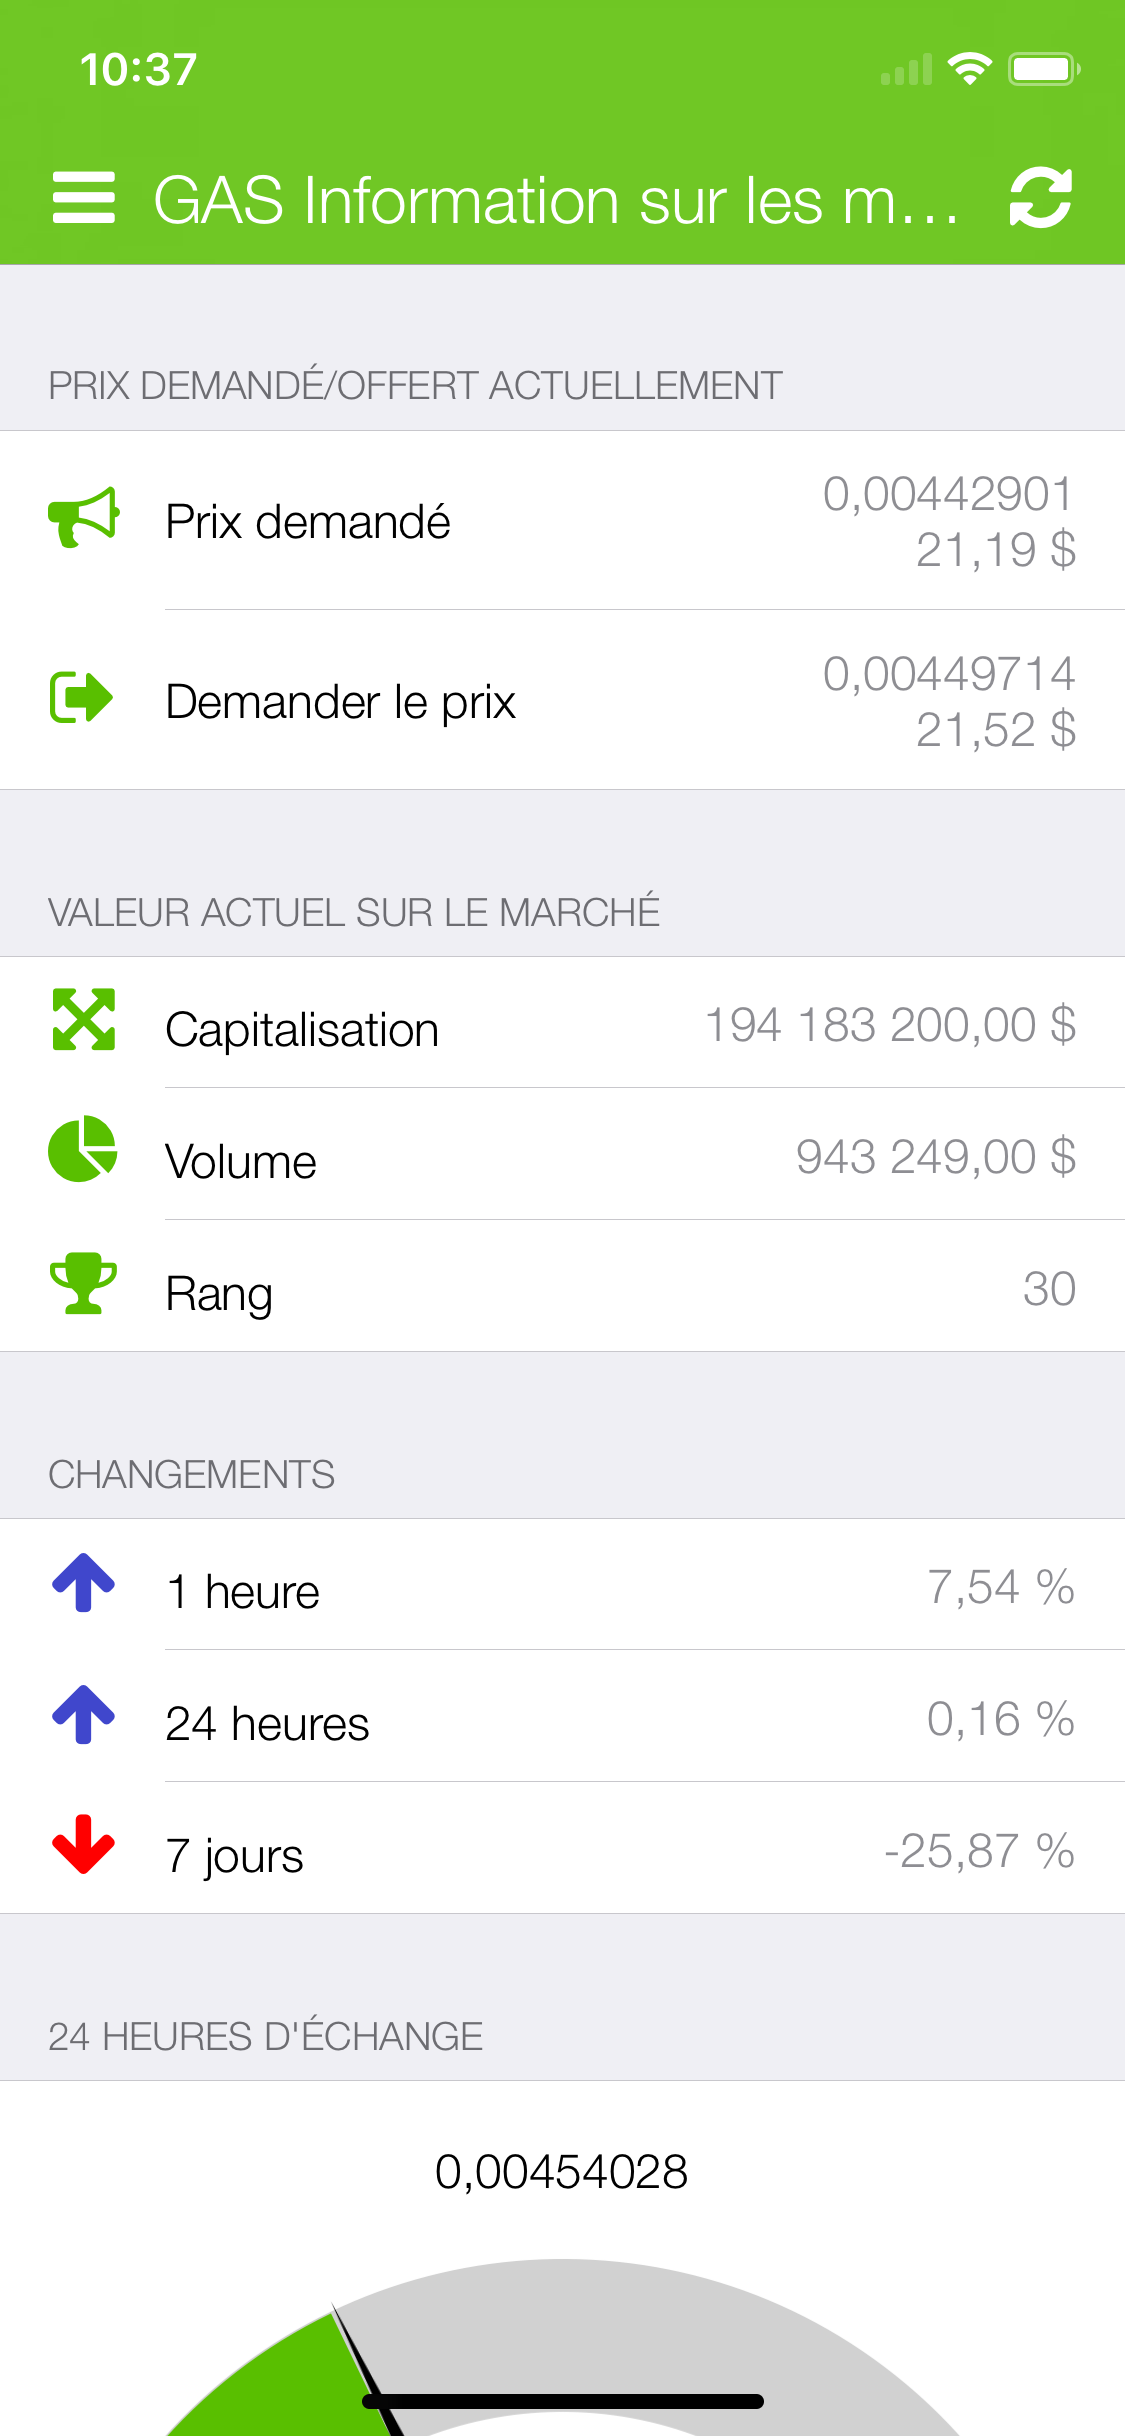 10:37
GAS Information sur les m...
PRIX DEMANDÉ/OFFERT ACTUELLEMENT
Prix demandé
0,00442901
21,19 $
Demander le prix
0,00449714
21,52 $
VALEUR ACTUEL SUR LE MARCHÉ
Capitalisation
194 183 200,00 $
Volume
943 249,00 $
Rang
30
CHANGEMENTS
1 heure
7,54 %
24 heures
0,16 %
7 jours
-25,87 %
24 HEURES D'ÉCHANGE
0,00454028